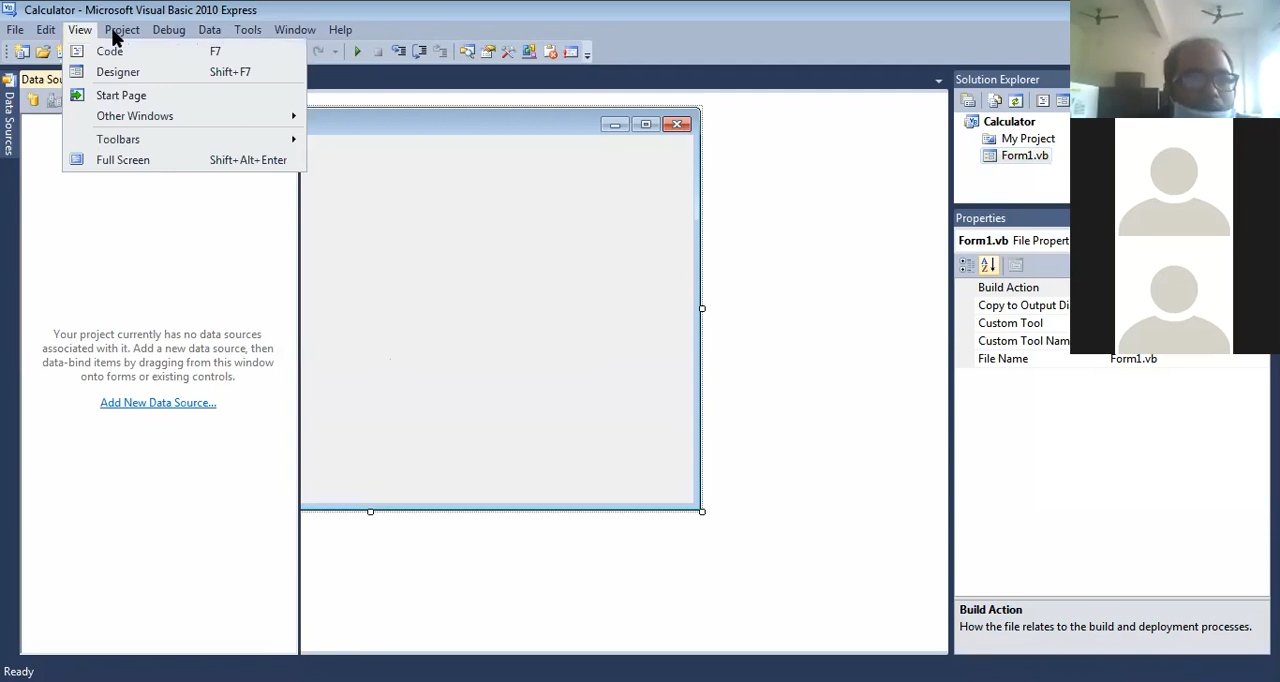 Calculator - Microsoft Visual Basic 2010 Express
File Edit View Project Debug Data Tools Window Help
Code F7
Designer Shift+F7
Start Page
Other Windows
Toolbars
Full Screen Shift+Alt+Enter
Data Sou
Data Sources
Your project currently has no data sources
associated with it. Add a new data source, then
data-bind items by dragging from this window
onto forms or existing controls.
Add New Data Source...
Solution Explorer
Calculator
My Project
Form1.vb
Properties
Form1.vb File Propert
Build Action
Copy to Output Di
Custom Tool
Custom Tool Nam
File Name Form1.vb
Build Action
How the file relates to the build and deployment processes.
Ready